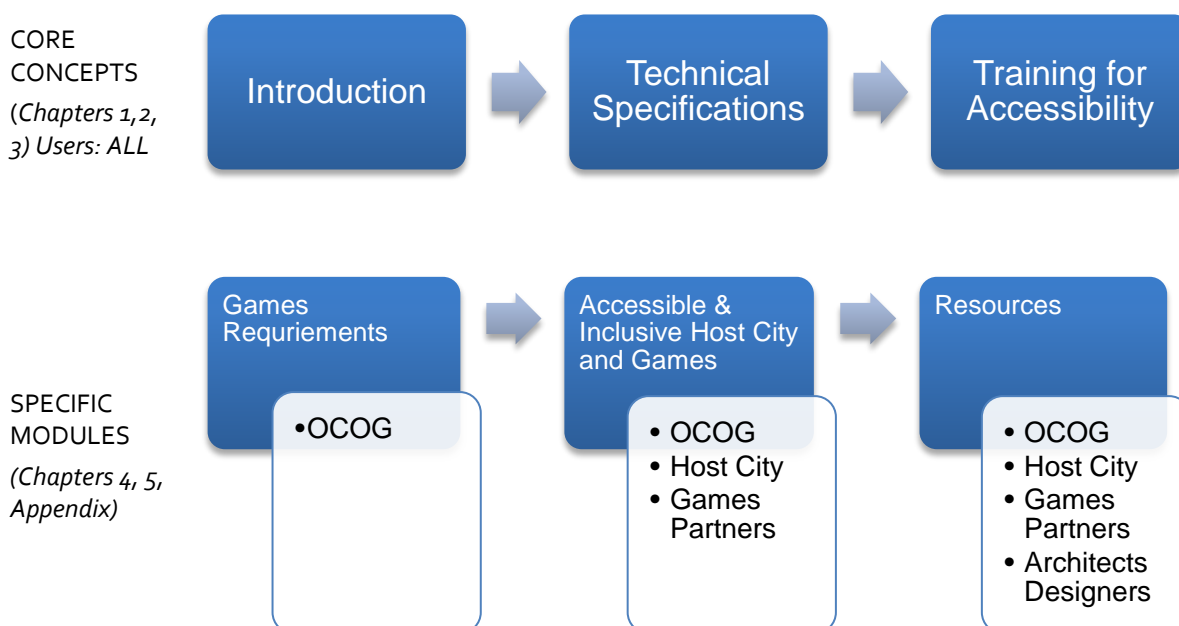 CORE
CONCEPTS
(Chapters 1,2,
3) Users: ALL
Introduction
Technical
Specifications
Training for
Accessibility
SPECIFIC
MODULES
(Chapters 4, 5,
Appendix)
Games
Requriements
•OCOG
Accessible &
Inclusive Host City
and Games
• OCOG
• Host City
• Games
Partners
Resources
• OCOG
• Host City
• Games
Partners
• Architects
Designers